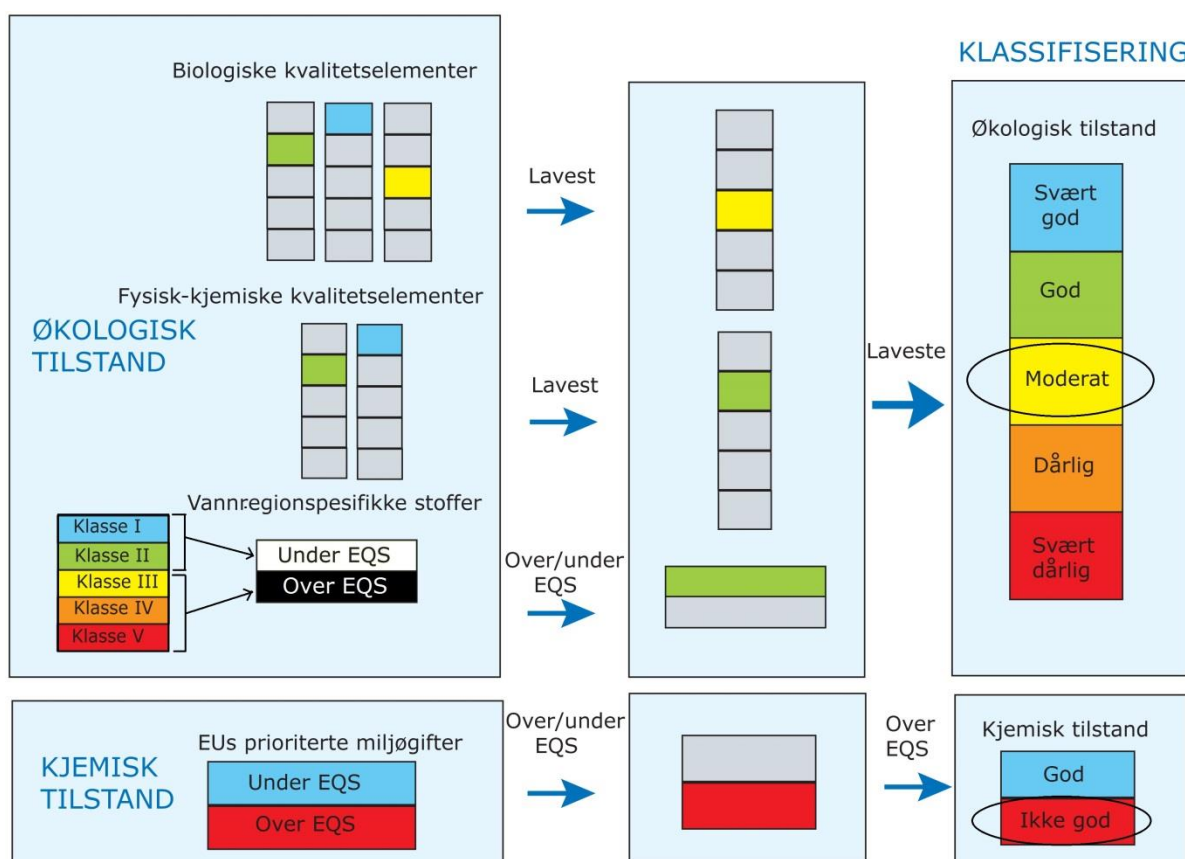 KLASSIFISERING
Biologiske kvalitetselementer
Lavest
Økologisk tilstand
Svært
god
God
Moderat
Dårlig
Svært
dårlig
Fysisk-kjemiske kvalitetselementer
ØKOLOGISK
TILSTAND
Lavest
Laveste
Vannregionspesifikke stoffer
Klasse I
Klasse II
Klasse III
Klasse IV
Klasse V
Under EQS
Over EQS
Over/under
EQS
KJEMISK
TILSTAND
EUs prioriterte miljøgifter
Under EQS
Over EQS
Over/under
EQS
Over
EQS
Kjemisk tilstand
God
Ikke god